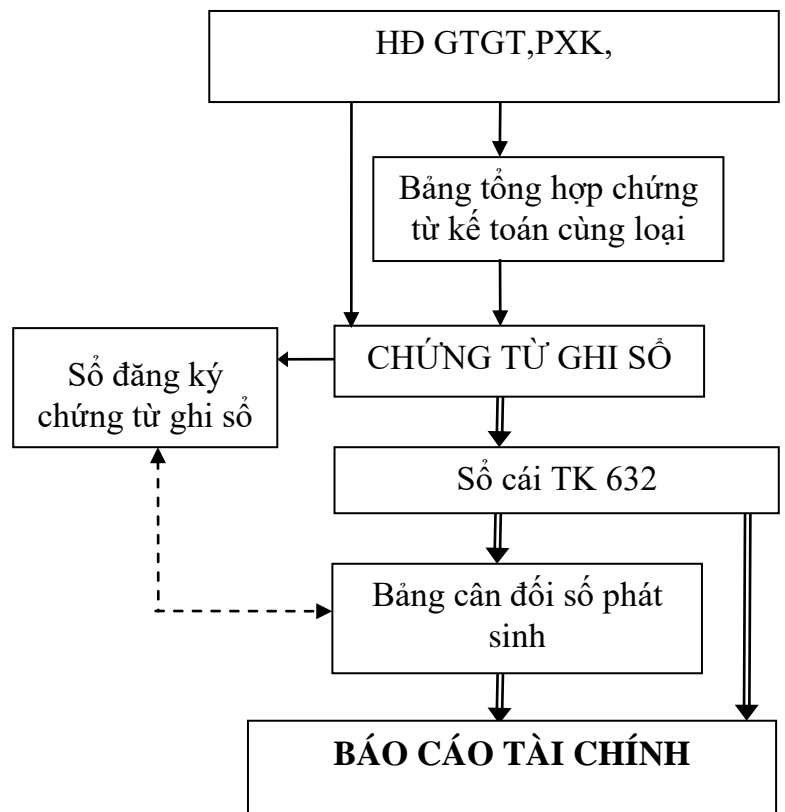 HĐ GTGT,PXK,
Bảng tổng hợp chứng
từ kế toán cùng loại
CHỨNG TỪ GHI SỔ
Sổ đăng ký
chứng từ ghi sổ
Sổ cái TK 632
Bảng cân đối số phát
sinh
BÁO CÁO TÀI CHÍNH